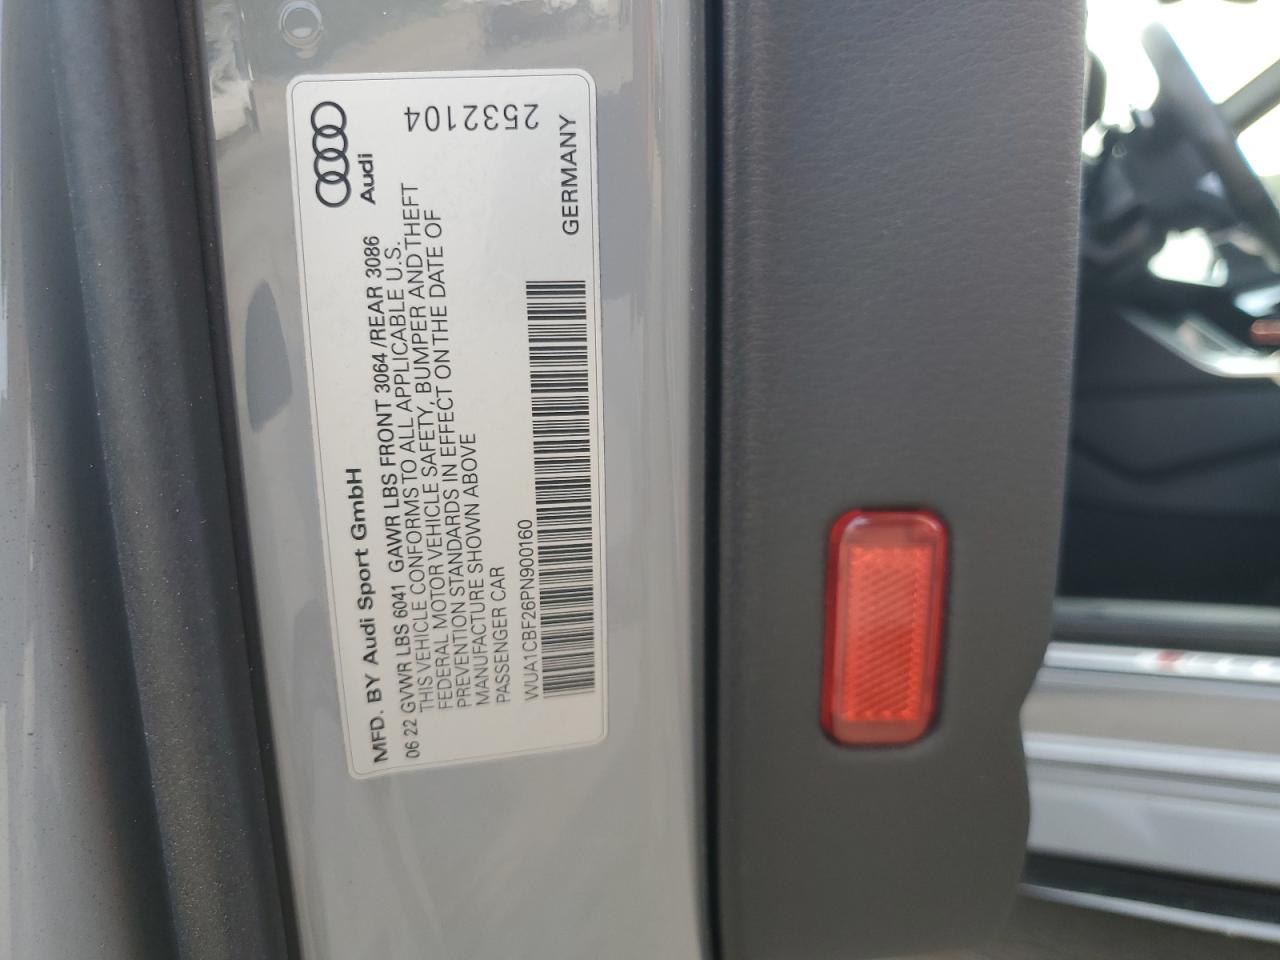 Audi
MFD. BY Audi Sport GmbH
06 22 GVWR LBS 6041 GAWR LBS FRONT 3064 /REAR 3086
THIS VEHICLE CONFORMS TO ALL APPLICABLE U.S.
FEDERAL MOTOR VEHICLE SAFETY, BUMPER AND THEFT
PREVENTION STANDARDS IN EFFECT ON THE DATE OF
MANUFACTURE SHOWN ABOVE
PASSENGER CAR
WUA1CBF26PN900160
GERMANY
2532104